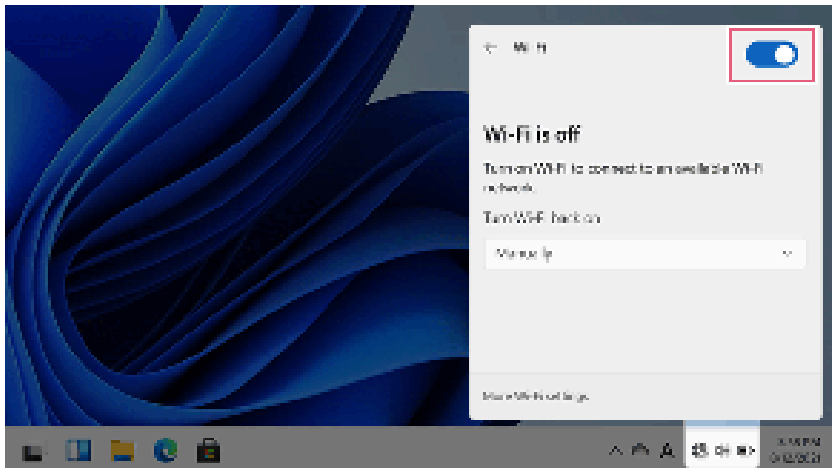 Wi-Fi
Wi-Fi is off
Turn on Wi-Fi to connect to an available Wi-Fi
network.
Turn Wi-Fi back on
Manually
More Wi-Fi settings